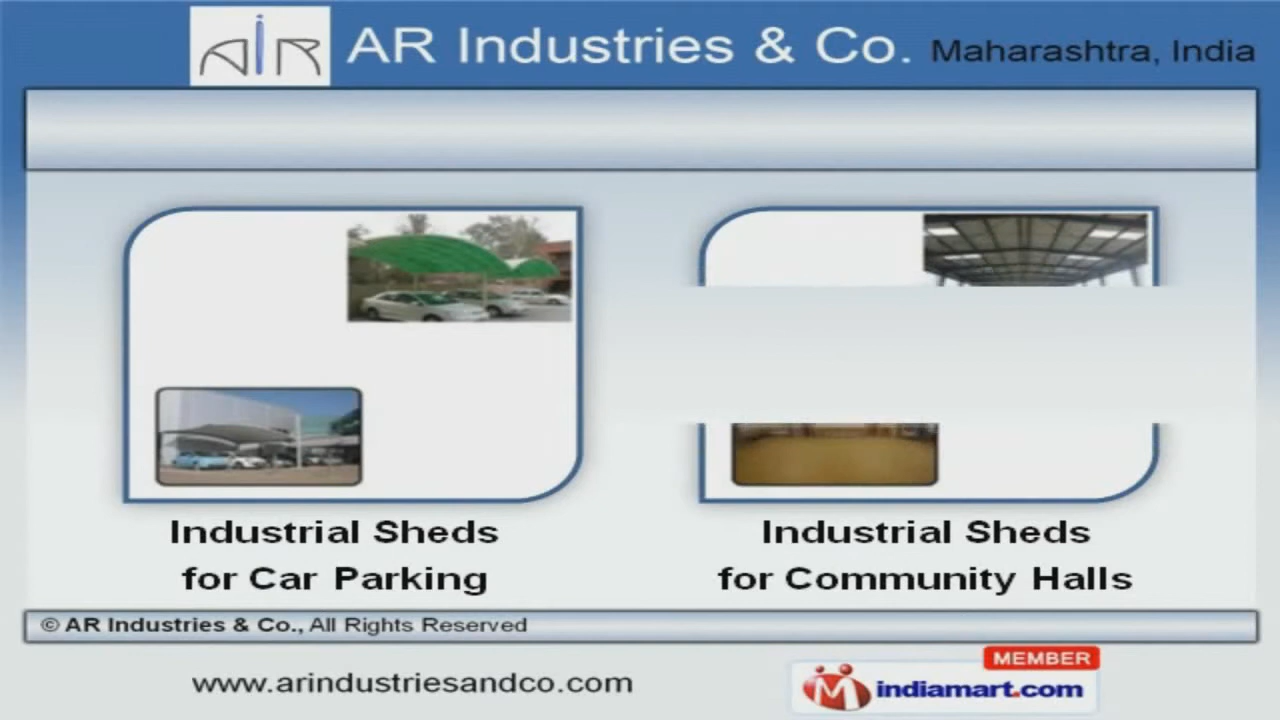 AiR AR Industries & Co. Maharashtra, India
Industrial Sheds
for Car Parking
Industrial Sheds
for Community Halls
© AR Industries & Co., All Rights Reserved
www.arindustriesandco.com
MEMBER
indiamart.com